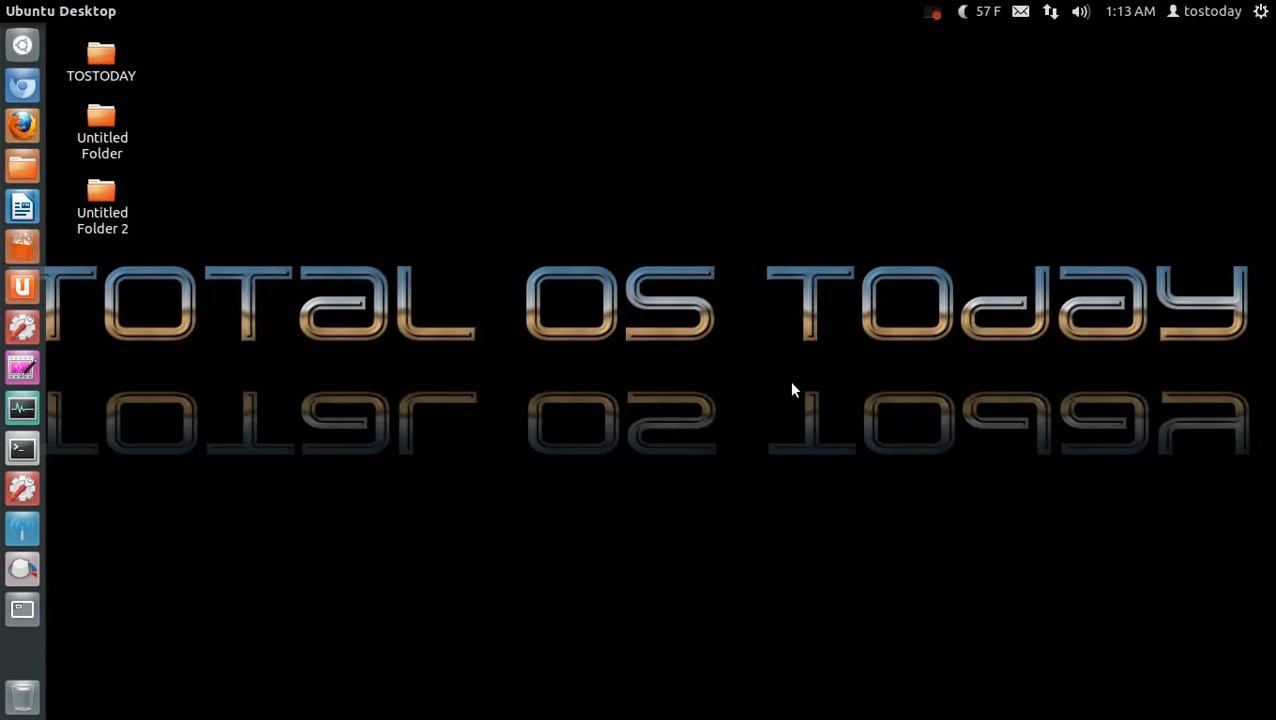 Ubuntu Desktop
57 F
1:13 AM
tostoday
TOSTODAY
Untitled
Folder
Untitled
Folder 2
TOTaL OS TOday